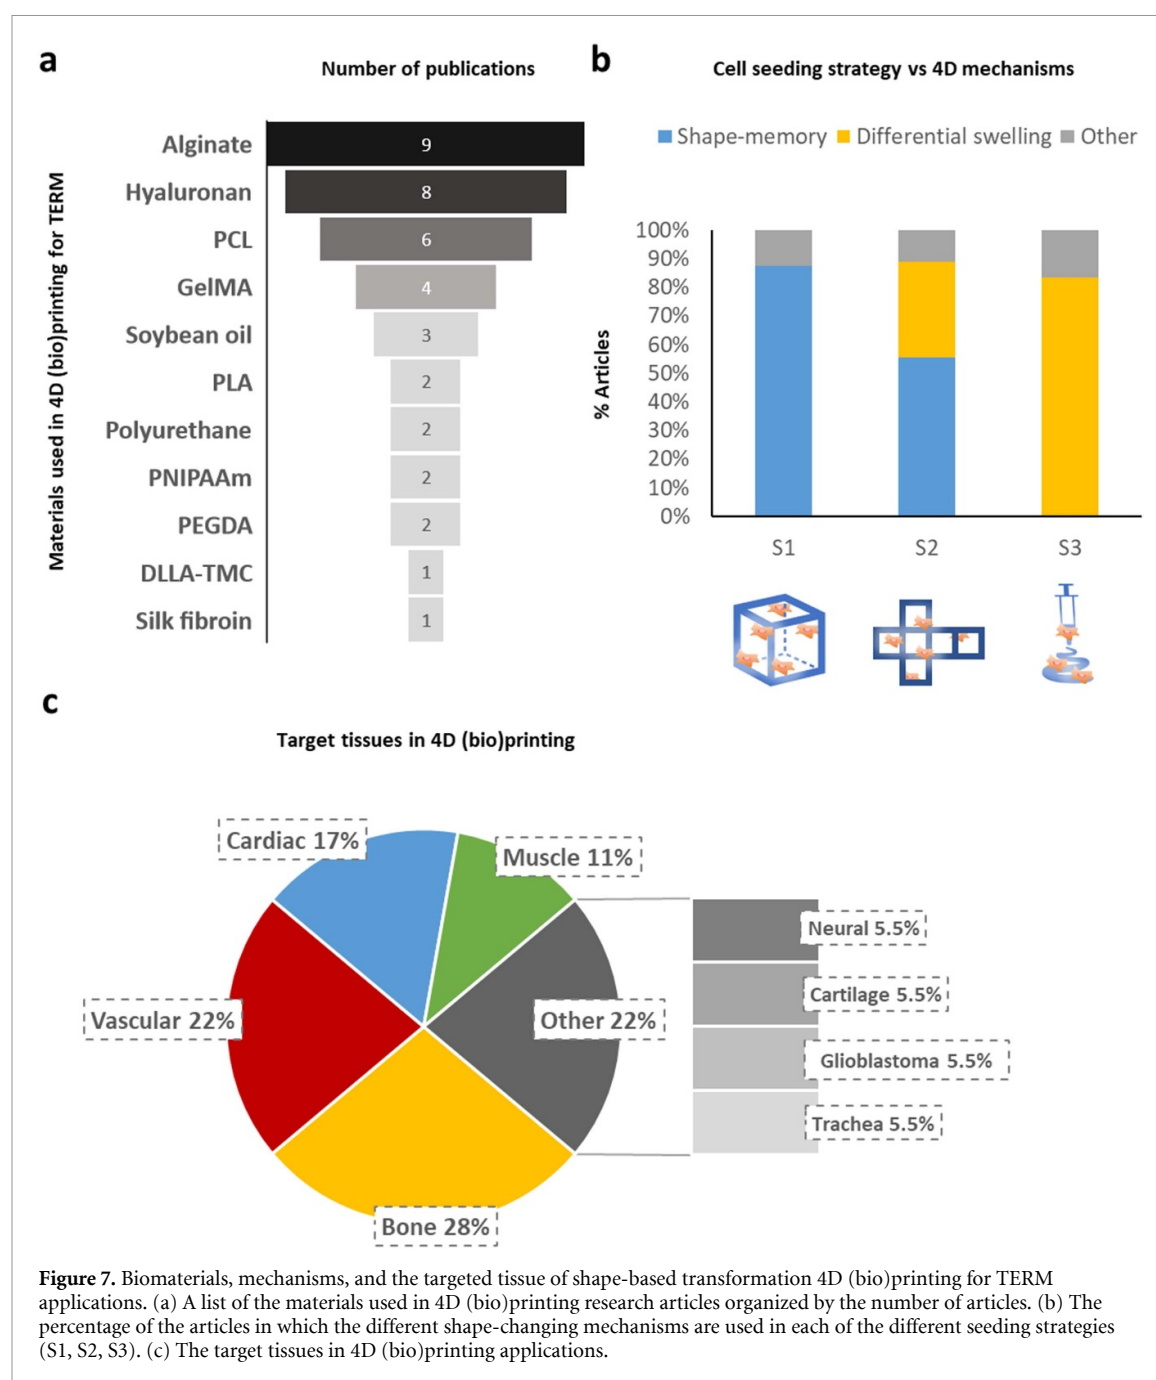 a
Number of publications
Materials used in 4D (bio)printing for TERM
Alginate 9
Hyaluronan 8
PCL 6
GelMA 4
Soybean oil 3
PLA 2
Polyurethane 2
PNIPAAm 2
PEGDA 2
DLLA-TMC 1
Silk fibroin 1
b
Cell seeding strategy vs 4D mechanisms
Shape-memory Differential swelling Other
% Articles
100%
90%
80%
70%
60%
50%
40%
30%
20%
10%
0%
S1 S2 S3
c
Target tissues in 4D (bio)printing
Cardiac 17%
Muscle 11%
Vascular 22%
Other 22%
Bone 28%
Neural 5.5%
Cartilage 5.5%
Glioblastoma 5.5%
Trachea 5.5%
Figure 7. Biomaterials, mechanisms, and the targeted tissue of shape-based transformation 4D (bio)printing for TERM
applications. (a) A list of the materials used in 4D (bio)printing research articles organized by the number of articles. (b) The
percentage of the articles in which the different shape-changing mechanisms are used in each of the different seeding strategies
(S1, S2, S3). (c) The target tissues in 4D (bio)printing applications.